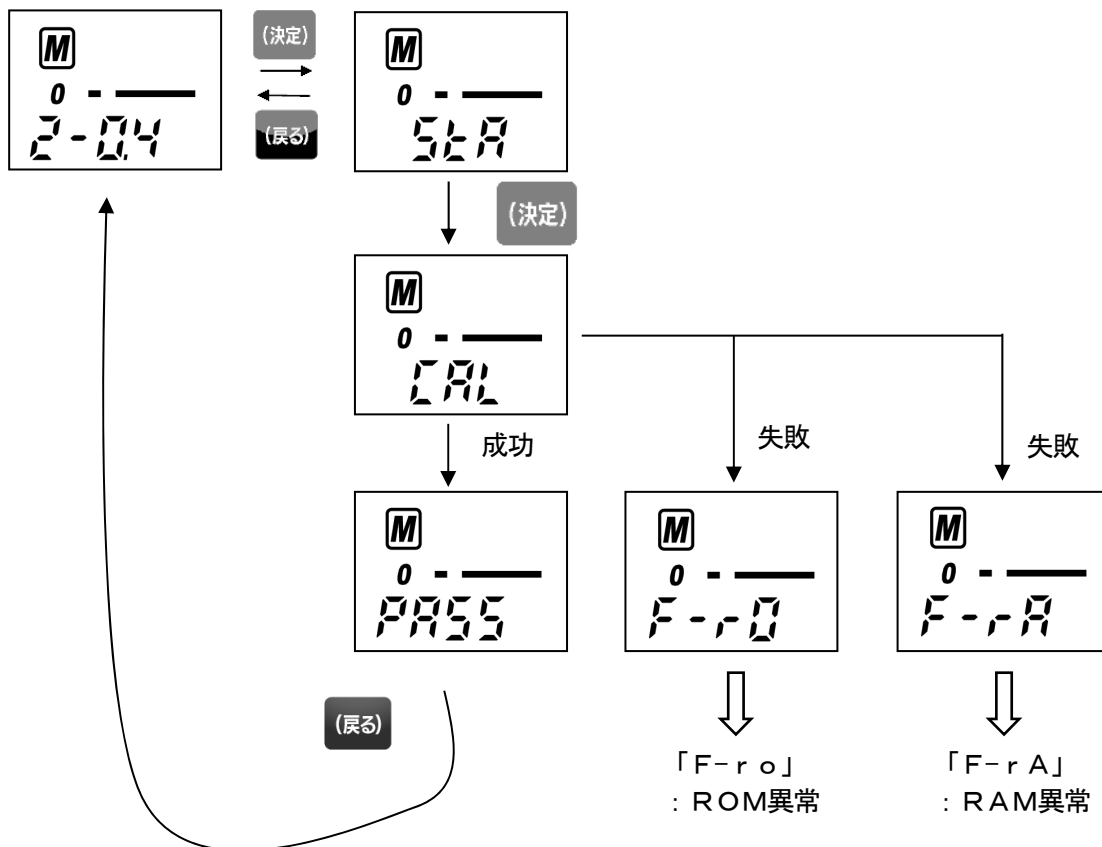 M
0
2-0.4
(決定)
(戻る)
M
0
StA
(決定)
M
0
CAL
成功
失敗
失敗
M
0
PASS
M
0
F-rO
M
0
F-rA
(戻る)
「F-ro」
：ROM異常
「F-rA」
：RAM異常